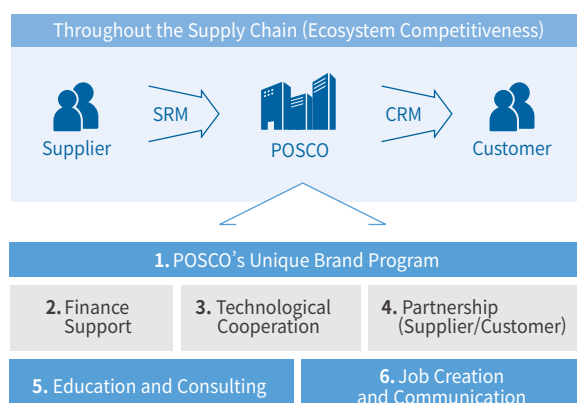 Throughout the Supply Chain (Ecosystem Competitiveness)
SRM
CRM
Supplier
POSCO
Customer
1. POSCO's Unique Brand Program
2. Finance
Support
3. Technological
Cooperation
4. Partnership
(Supplier/Customer)
5. Education and Consulting
6. Job Creation
and Communication